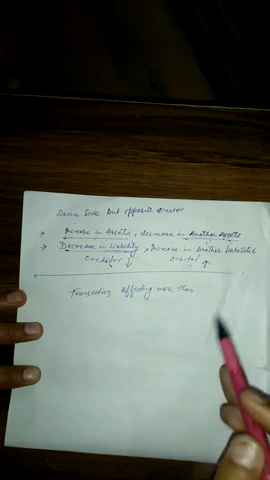 Same Side but opposite
→ Increase in Assets, decrease in Another Assets
→ Decrease in Liability, Increase in Another Liabilities
Creditor ↓ Capital ↑
Transaction Affecting more than